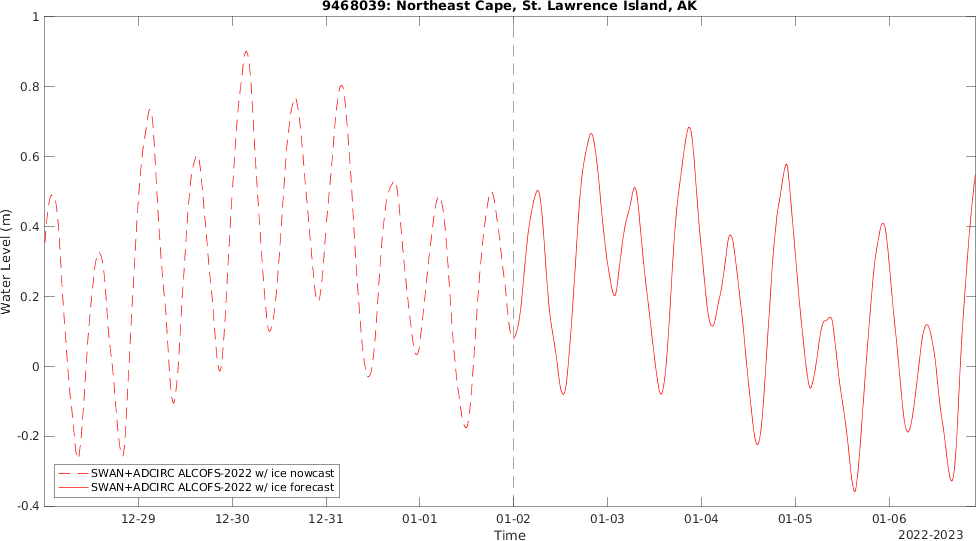 9468039: Northeast Cape, St. Lawrence Island, AK
Water Level (m)
1
0.8
0.6
0.4
0.2
0
-0.2
-0.4
SWAN+ADCIRC ALCOFS-2022 w/ ice nowcast
SWAN+ADCIRC ALCOFS-2022 w/ ice forecast
12-29 12-30 12-31 01-01 01-02 01-03 01-04 01-05 01-06
Time
2022-2023